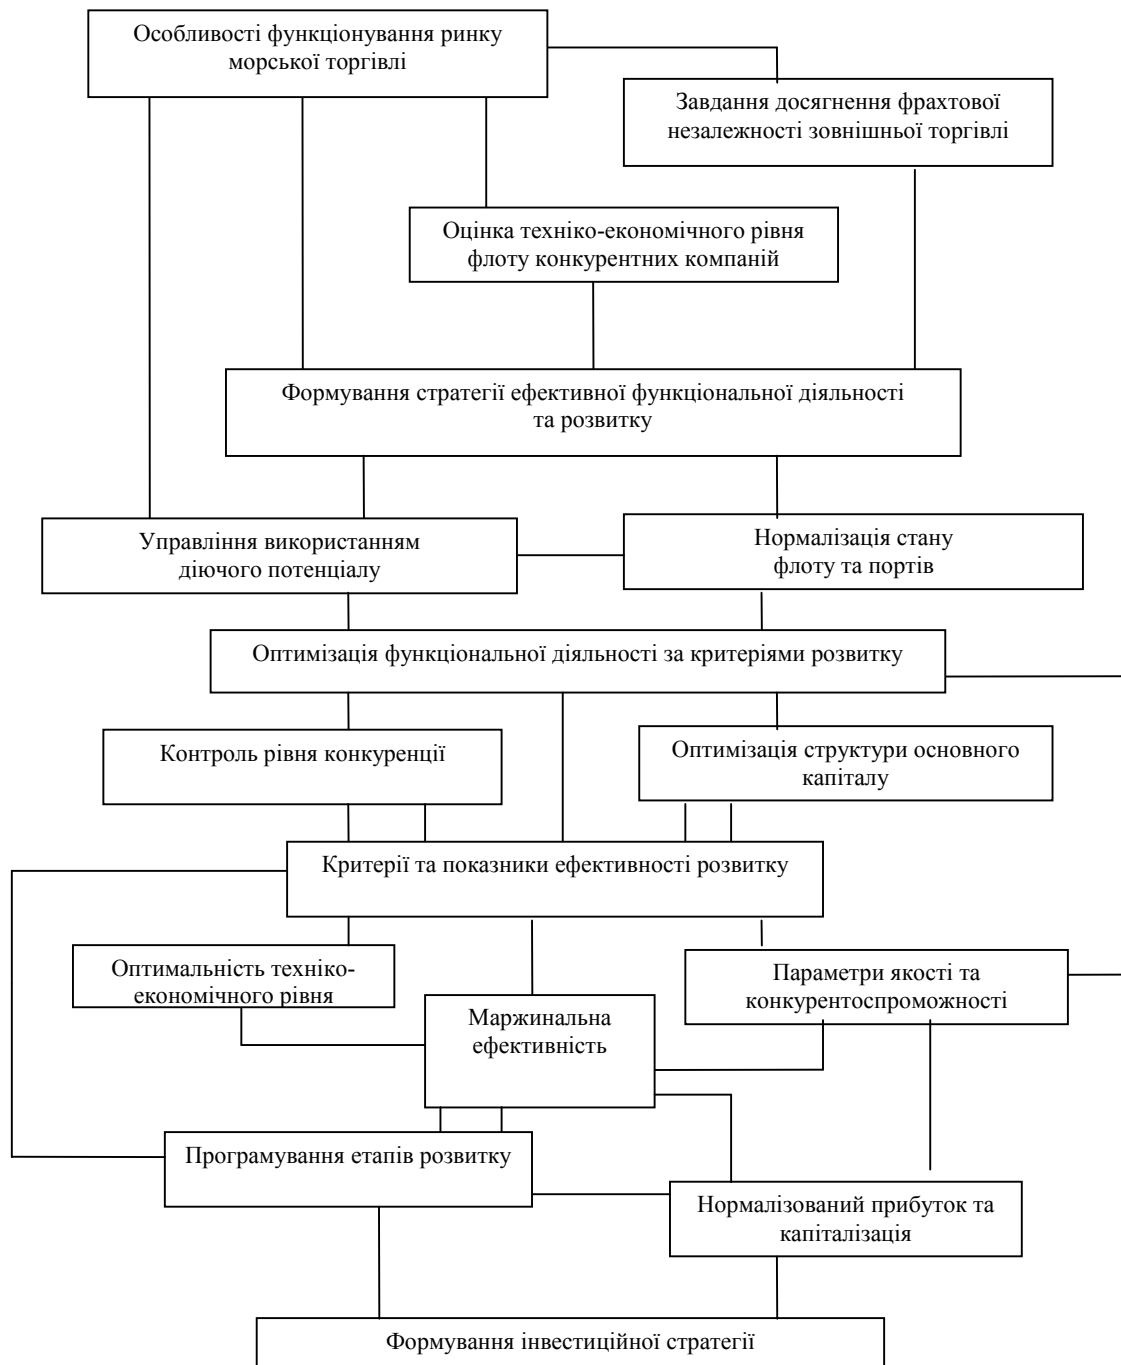 Особливості функціонування ринку
морської торгівлі
Завдання досягнення фрахтової
незалежності зовнішньої торгівлі
Оцінка техніко-економічного рівня
флоту конкурентних компаній
Формування стратегії ефективної функціональної діяльності
та розвитку
Управління використанням
діючого потенціалу
Нормалізація стану
флоту та портів
Оптимізація функціональної діяльності за критеріями розвитку
Контроль рівня конкуренції
Оптимізація структури основного
капіталу
Критерії та показники ефективності розвитку
Оптимальність техніко-
економічного рівня
Параметри якості та
конкурентоспроможності
Маржинальна
ефективність
Програмування етапів розвитку
Нормалізований прибуток та
капіталізація
Формування інвестиційної стратегії